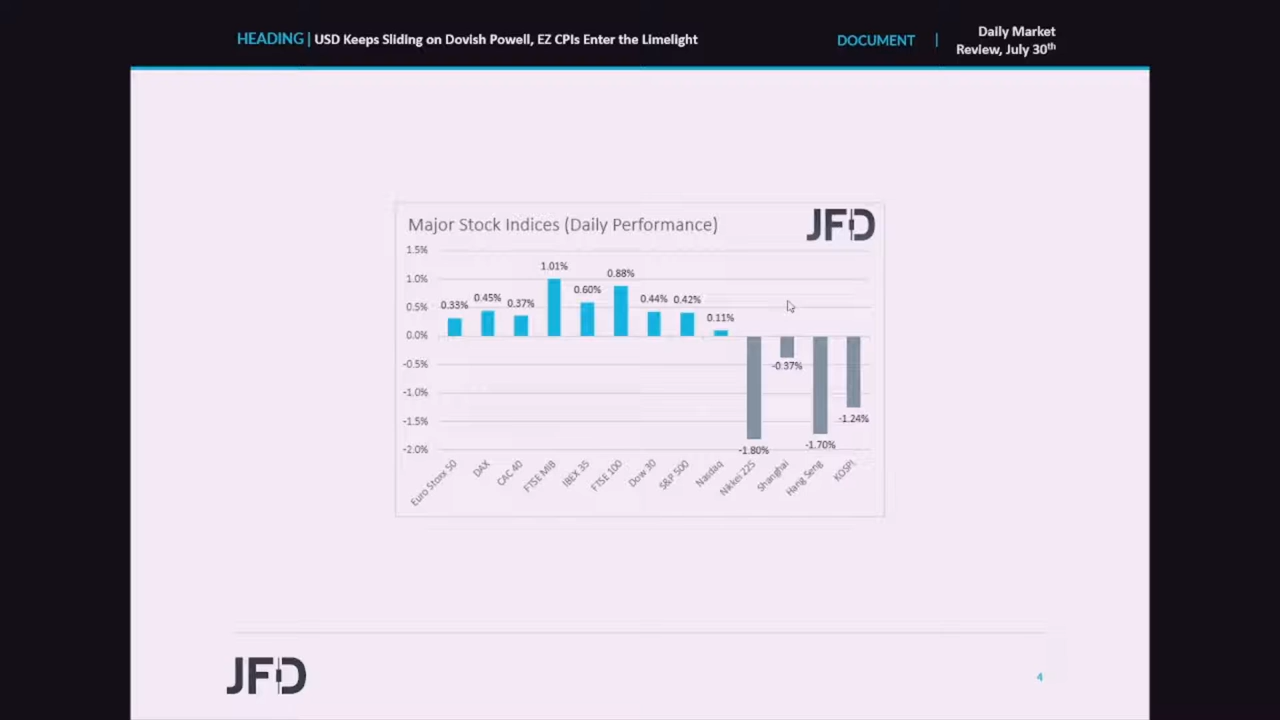 HEADING | USD Keeps Sliding on Dovish Powell, EZ CPIs Enter the Limelight
DOCUMENT | Daily Market
Review, July 30th
Major Stock Indices (Daily Performance)
JFD
1.5%
1.0%
0.5%
0.0%
-0.5%
-1.0%
-1.5%
-2.0%
0.33%
0.45%
0.37%
1.01%
0.60%
0.88%
0.44%
0.42%
0.11%
-1.80%
-0.37%
-1.70%
-1.24%
Euro Stoxx 50
DAX
CAC 40
FTSE MIB
IBEX 35
FTSE 100
Dow 30
S&P 500
Nasdaq
Nikkei 225
Shanghai
Hang Seng
KOSPI
JFD
4